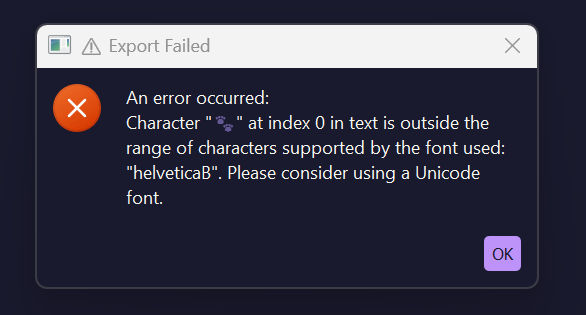 ⚠ Export Failed
An error occurred:
Character "🐾" at index 0 in text is outside the
range of characters supported by the font used:
"helveticaB". Please consider using a Unicode
font.
OK